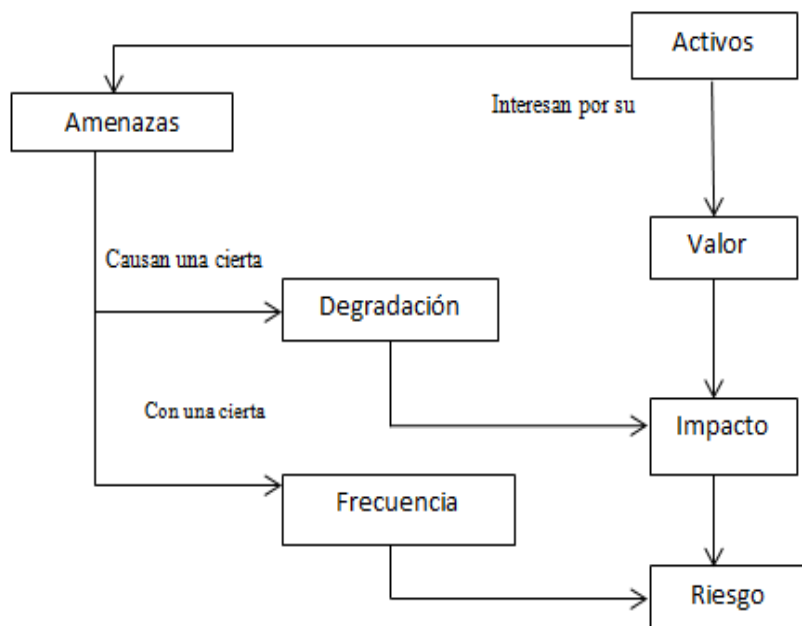 Activos
Interesan por su
Amenazas
Valor
Causan una cierta
Degradación
Con una cierta
Impacto
Frecuencia
Riesgo